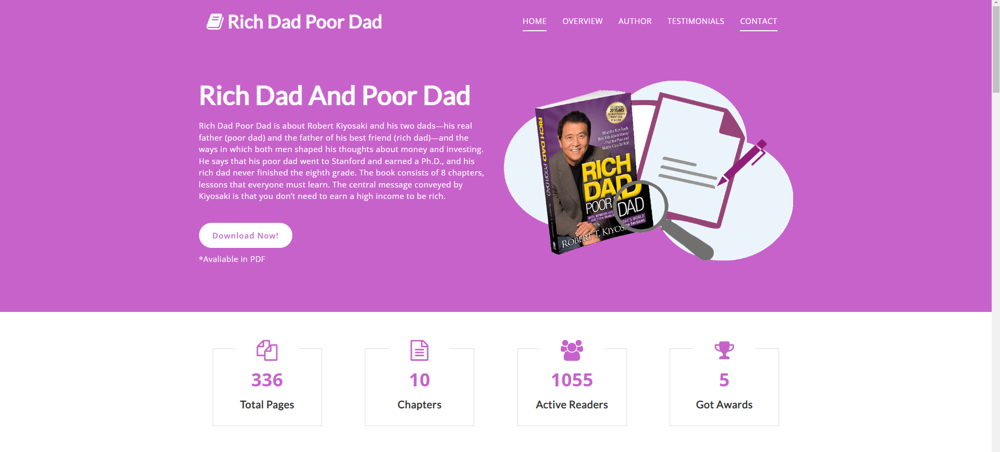 Rich Dad Poor Dad
HOME OVERVIEW AUTHOR TESTIMONIALS CONTACT
Rich Dad And Poor Dad
Rich Dad Poor Dad is about Robert Kiyosaki and his two dads—his real
father (poor dad) and the father of his best friend (rich dad)—and the
ways in which both men shaped his thoughts about money and investing.
He says that his poor dad went to Stanford and earned a Ph.D., and his
rich dad never finished the eighth grade. The book consists of 8 chapters,
lessons that everyone must learn. The central message conveyed by
Kiyosaki is that you don’t need to earn a high income to be rich.
Download Now!
*Avaliable in PDF
RICH DAD POOR DAD
ROBERT T. KIYOSAKI
CELEBRATING
20 YEARS
What the Rich Teach
Their Kids About Money
—That the Poor and
Middle Class Do Not!
RICH
DAD
POOR
DAD
WITH UPDATES FOR
TODAY'S WORLD
Sections
ROBERT T. KIYOS
336
Total Pages
10
Chapters
1055
Active Readers
5
Got Awards